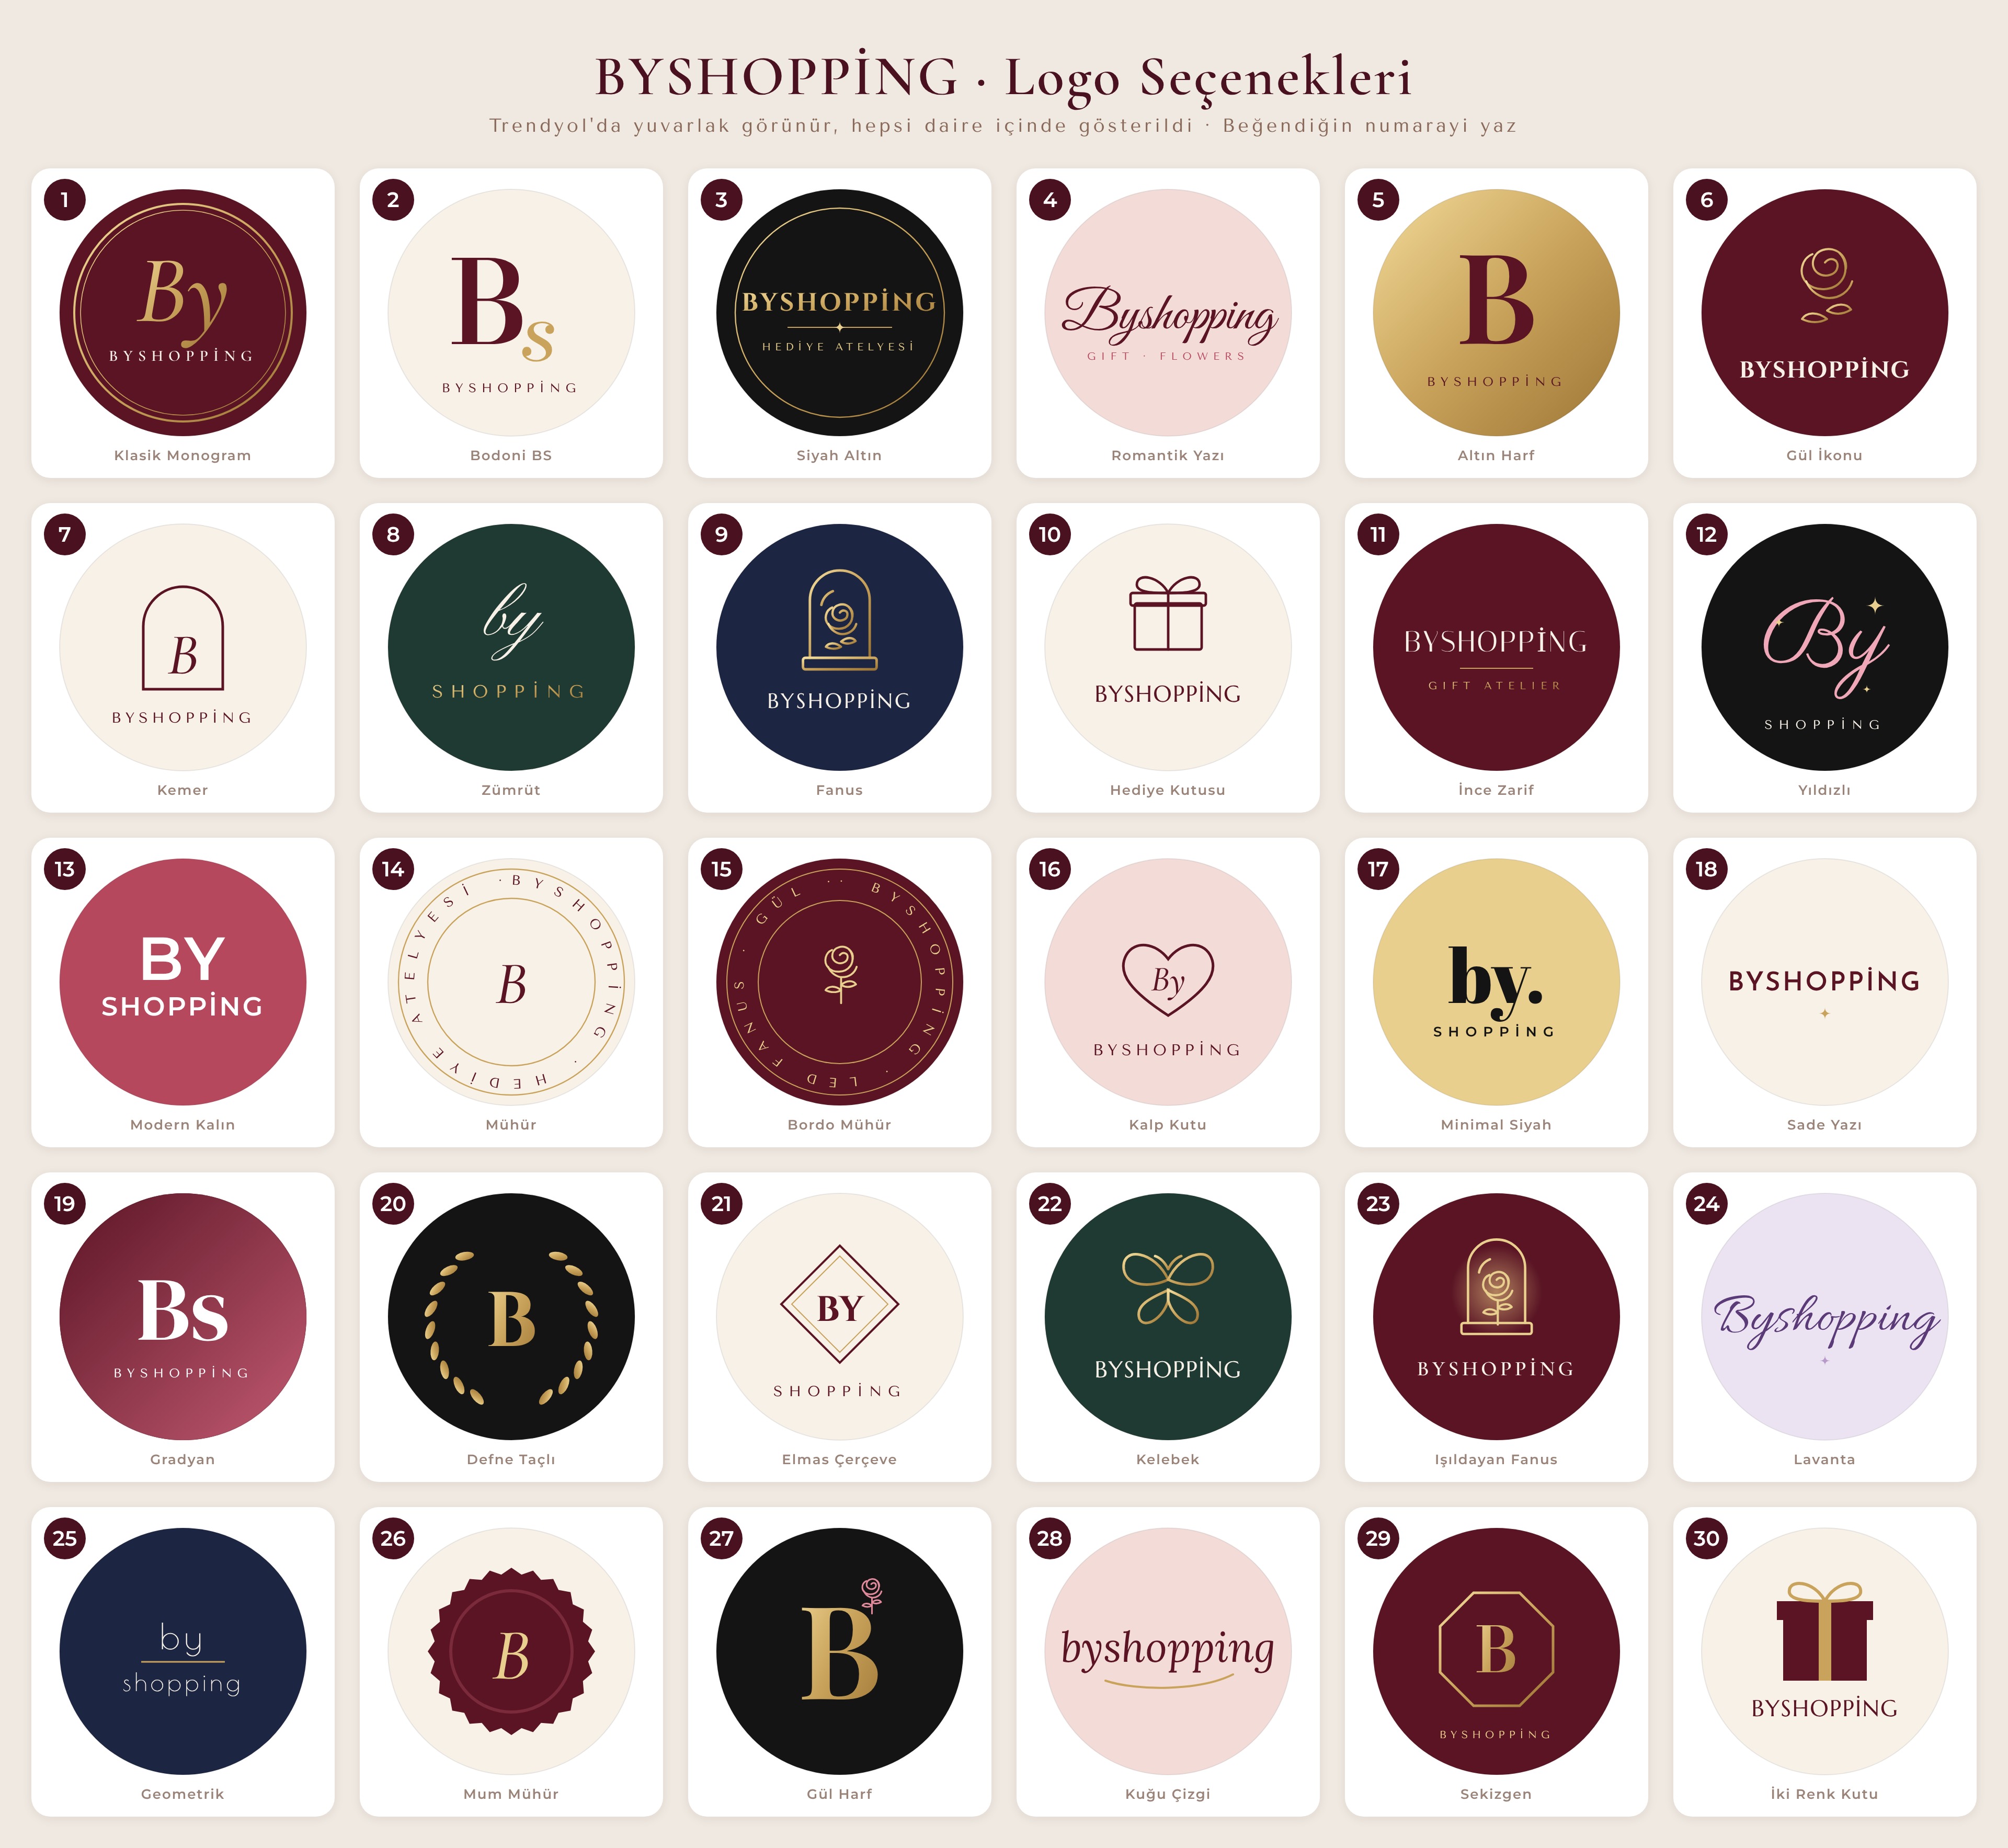 BYSHOPPİNG · Logo Seçenekleri
Trendyol'da yuvarlak görünür, hepsi daire içinde gösterildi · Beğendiğin numarayi yaz
1
By
BYSHOPPİNG
Klasik Monogram
2
Bs
BYSHOPPİNG
Bodoni BS
3
BYSHOPPİNG
HEDİYE ATELYESİ
Siyah Altın
4
Byshopping
GIFT · FLOWERS
Romantik Yazı
5
B
BYSHOPPİNG
Altın Harf
6
BYSHOPPİNG
Gül İkonu
7
B
BYSHOPPİNG
Kemer
8
by
SHOPPİNG
Zümrüt
9
BYSHOPPİNG
Fanus
10
BYSHOPPİNG
Hediye Kutusu
11
BYSHOPPİNG
GIFT ATELIER
İnce Zarif
12
By
SHOPPİNG
Yıldızlı
13
BY
SHOPPİNG
Modern Kalın
14
BYSHOPPİNG · HEDİYE ATELYESİ ·
B
Mühür
15
BYSHOPPİNG · LED FANUS · GÜL ··
Bordo Mühür
16
By
BYSHOPPİNG
Kalp Kutu
17
by.
SHOPPİNG
Minimal Siyah
18
BYSHOPPİNG
Sade Yazı
19
Bs
BYSHOPPİNG
Gradyan
20
B
Defne Taçlı
21
BY
SHOPPİNG
Elmas Çerçeve
22
BYSHOPPİNG
Kelebek
23
BYSHOPPİNG
Işıldayan Fanus
24
Byshopping
Lavanta
25
by
shopping
Geometrik
26
B
Mum Mühür
27
B
Gül Harf
28
byshopping
Kuğu Çizgi
29
B
BYSHOPPİNG
Sekizgen
30
BYSHOPPİNG
İki Renk Kutu